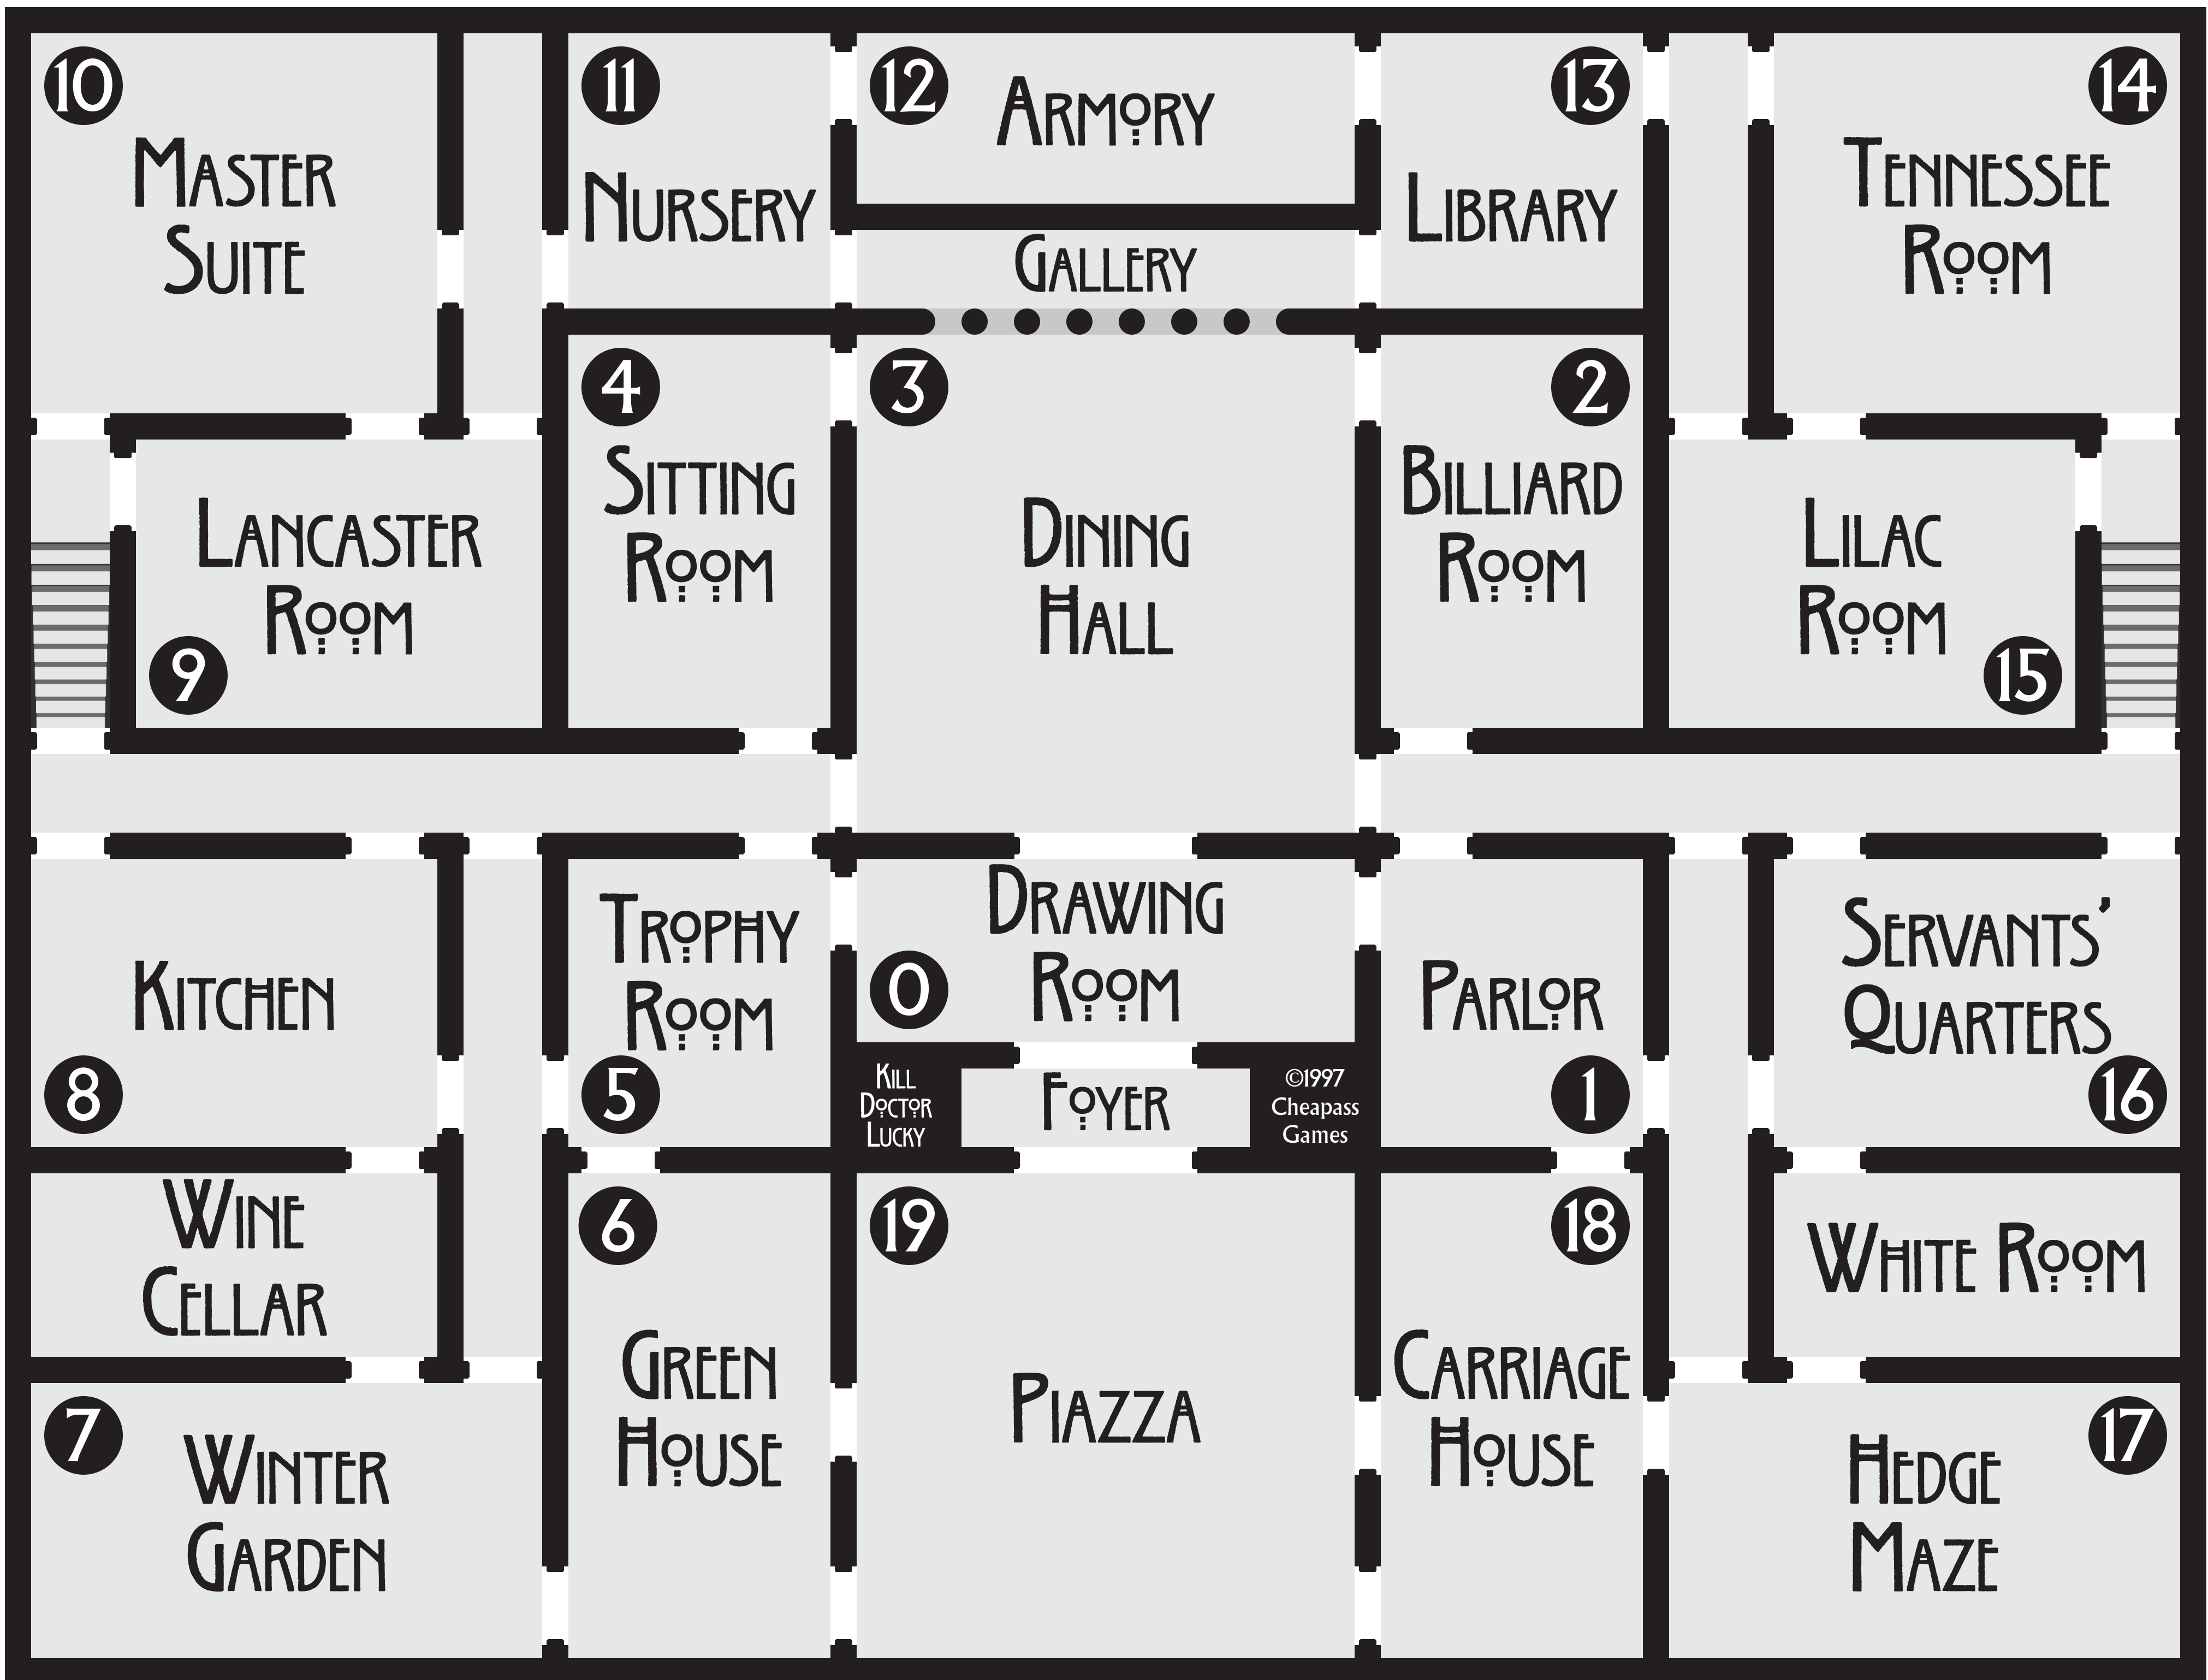 10
MASTER
SUITE
11
NURSERY
12
ARMORY
GALLERY
13
LIBRARY
14
TENNESSEE
ROOM
LANCASTER
ROOM
9
4
SITTING
ROOM
3
DINING
HALL
2
BILLIARD
ROOM
LILAC
ROOM
15
KITCHEN
8
TROPHY
ROOM
5
DRAWING
ROOM
0
KILL
DOCTOR
LUCKY
FOYER
©1997
Cheapass
Games
PARLOR
1
SERVANTS'
QUARTERS
16
WINE
CELLAR
7
WINTER
GARDEN
6
GREEN
HOUSE
19
PIAZZA
18
CARRIAGE
HOUSE
WHITE ROOM
17
HEDGE
MAZE